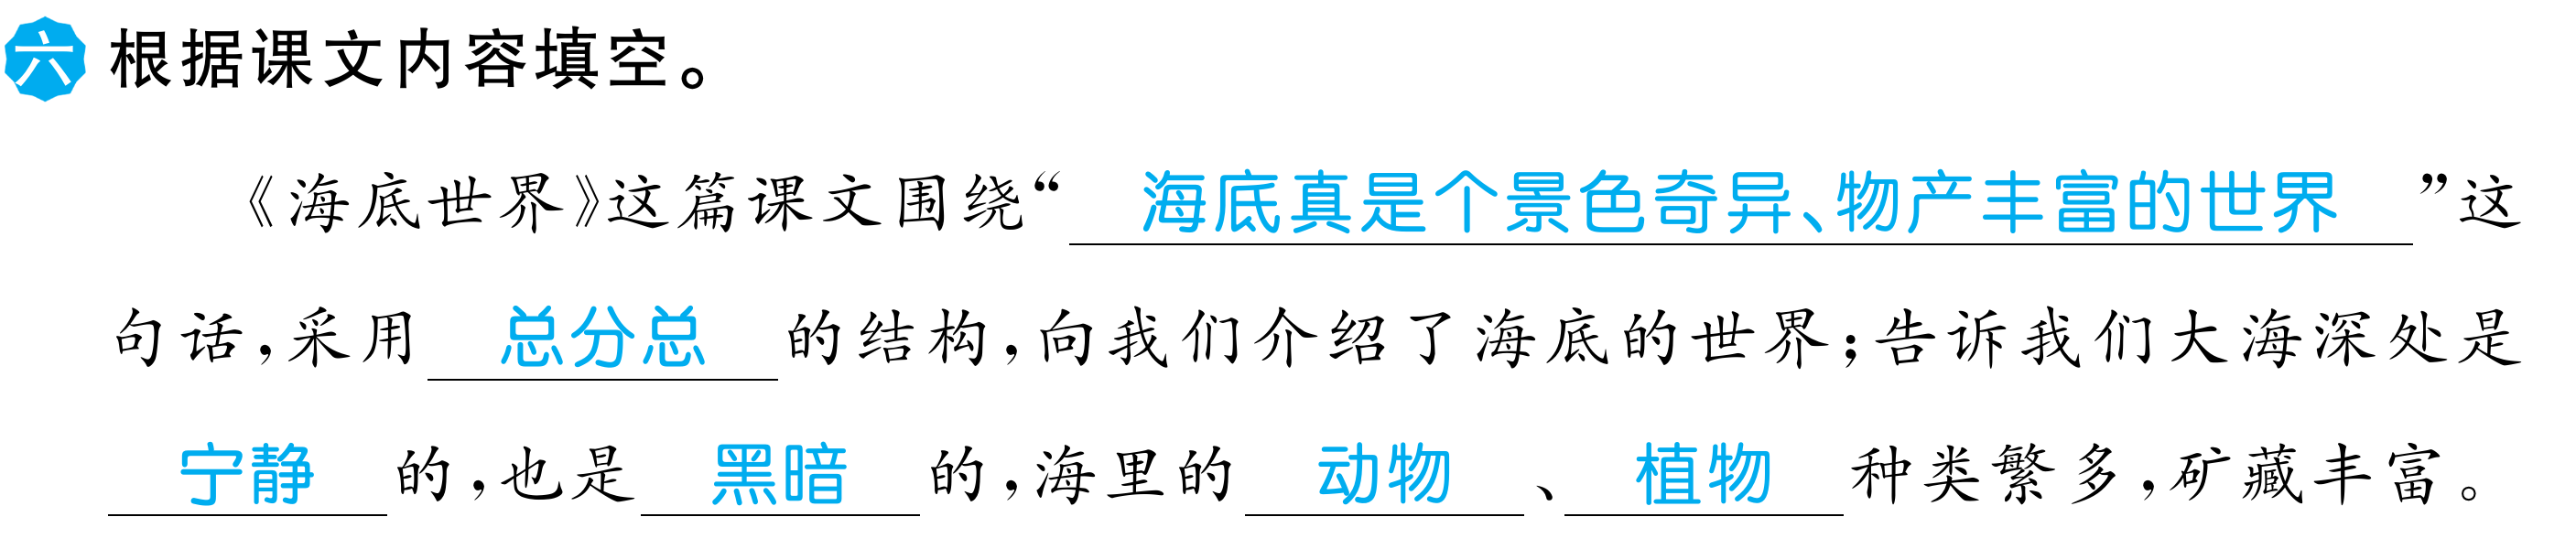 六 根据课文内容填空。
《海底世界》这篇课文围绕“海底真是个景色奇异、物产丰富的世界”这
句话,采用 总分总 的结构,向我们介绍了海底的世界;告诉我们大海深处是
宁静 的,也是 黑暗 的,海里的 动物 、 植物 种类繁多,矿藏丰富。